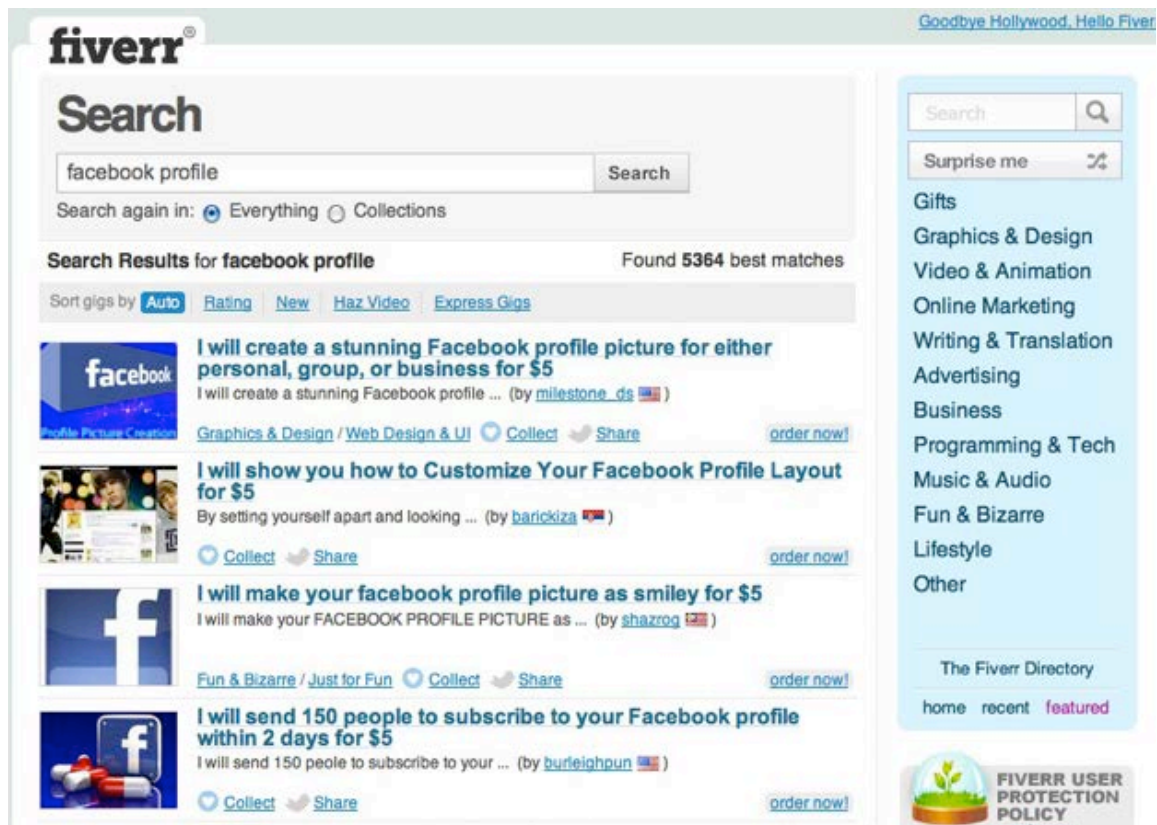 Goodbye Hollywood, Hello Fiver
fiverr®
Search
facebook profile
Search
Search again in: Everything Collections
Search Results for facebook profile
Found 5364 best matches
Sort gigs by Auto Rating New Haz Video Express Gigs
facebook
Profile Picture Creation
I will create a stunning Facebook profile picture for either
personal, group, or business for $5
I will create a stunning Facebook profile ... (by milestone_ds )
Graphics & Design / Web Design & UI Collect Share order now!
I will show you how to Customize Your Facebook Profile Layout
for $5
By setting yourself apart and looking ... (by barickiza )
Collect Share order now!
f
I will make your facebook profile picture as smiley for $5
I will make your FACEBOOK PROFILE PICTURE as ... (by shazrog )
Fun & Bizarre / Just for Fun Collect Share order now!
f
I will send 150 people to subscribe to your Facebook profile
within 2 days for $5
I will send 150 peole to subscribe to your ... (by burleighpun )
Collect Share order now!
Search
Surprise me
Gifts
Graphics & Design
Video & Animation
Online Marketing
Writing & Translation
Advertising
Business
Programming & Tech
Music & Audio
Fun & Bizarre
Lifestyle
Other
The Fiverr Directory
home recent featured
FIVERR USER
PROTECTION
POLICY